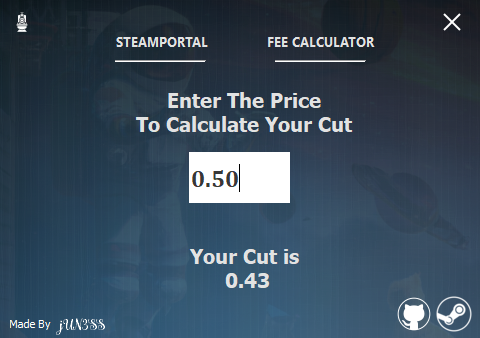 STEAMPORTAL
FEE CALCULATOR
Enter The Price
To Calculate Your Cut
0.50
Your Cut is
0.43
Made By jUN3SS